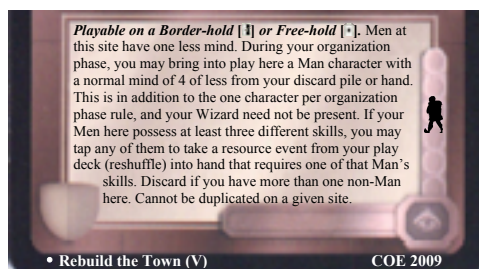 Playable on a Border-hold [] or Free-hold []. Men at
this site have one less mind. During your organization
phase, you may bring into play here a Man character with
a normal mind of 4 of less from your discard pile or hand.
This is in addition to the one character per organization
phase rule, and your Wizard need not be present. If your
Men here possess at least three different skills, you may
tap any of them to take a resource event from your play
deck (reshuffle) into hand that requires one of that Man’s
skills. Discard if you have more than one non-Man
here. Cannot be duplicated on a given site.
• Rebuild the Town (V) COE 2009